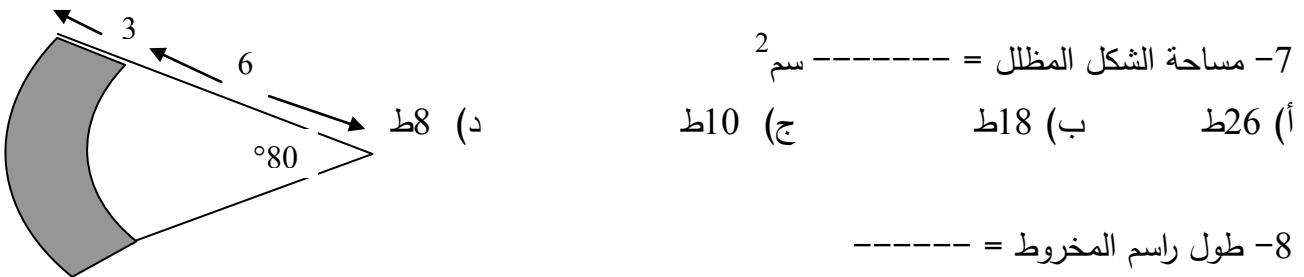 7- مساحة الشكل المظلل = ------- سم2
أ) 26ط ب) 18ط ج) 10ط د) 8ط
3
6
80°
8- طول راسم المخروط = ------